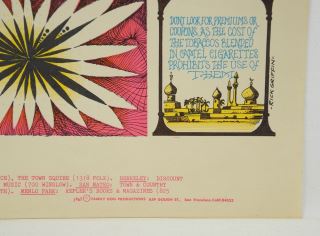 DON'T LOOK FOR PREMIUMS OR
COUPONS, AS THE COST OF
THE TOBACCOS BLENDED
IN CAMEL CIGARETTES
PROHIBITS THE USE OF
THEM
RICK GRIFFIN
THE TOWN SQUIRE (1318 POLK). BERKELEY: DISCOUNT
MUSIC (700 WINSLOW). SAN MATEO: TOWN & COUNTRY
MENLO PARK: KEPLER'S BOOKS & MAGAZINES (825
© FAMILY DOG PRODUCTIONS
San Francisco